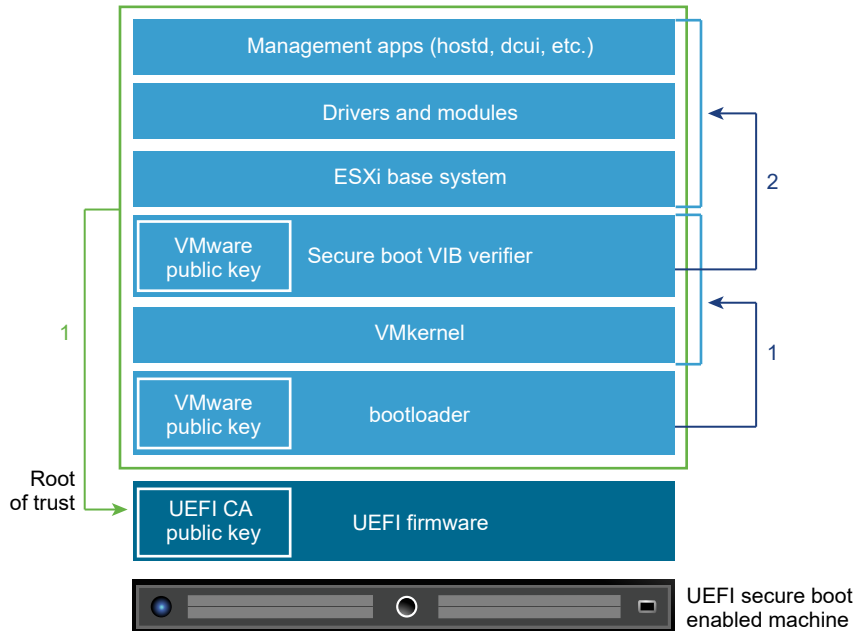 Management apps (hostd, dcui, etc.)
Drivers and modules
2
ESXi base system
VMware
public key
Secure boot VIB verifier
1
VMkernel
1
VMware
public key
bootloader
Root
of trust
UEFI CA
public key
UEFI firmware
UEFI secure boot
enabled machine